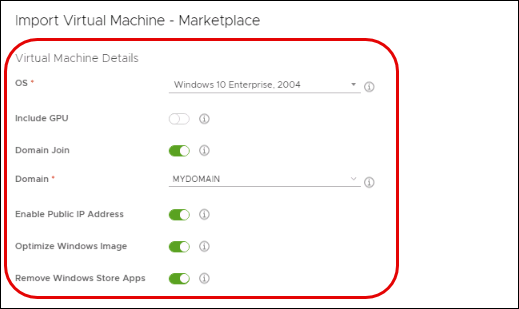 Import Virtual Machine - Marketplace
Virtual Machine Details
OS * Windows 10 Enterprise, 2004
Include GPU
Domain Join
Domain * MYDOMAIN
Enable Public IP Address
Optimize Windows Image
Remove Windows Store Apps